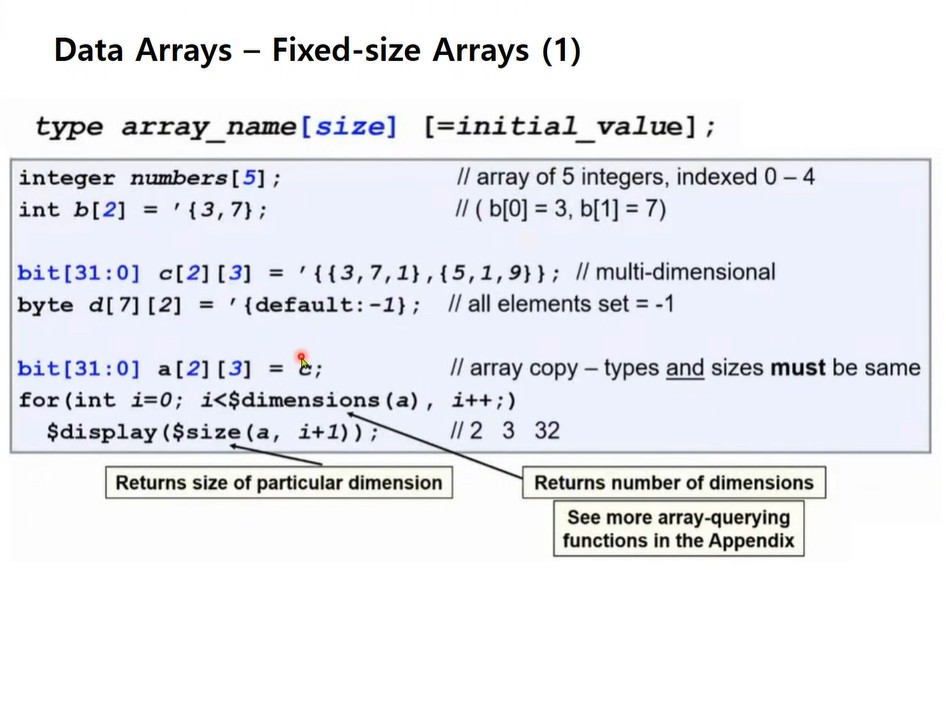 Data Arrays – Fixed-size Arrays (1)
type array_name[size] [=initial_value];
integer numbers[5]; // array of 5 integers, indexed 0 – 4
int b[2] = '{3,7}; // ( b[0] = 3, b[1] = 7)
bit[31:0] c[2][3] = '{{3,7,1},{5,1,9}}; // multi-dimensional
byte d[7][2] = '{default:-1}; // all elements set = -1
bit[31:0] a[2][3] = c; // array copy – types and sizes must be same
for(int i=0; i<$dimensions(a), i++;)
$display($size(a, i+1)); // 2 3 32
Returns size of particular dimension
Returns number of dimensions
See more array-querying
functions in the Appendix